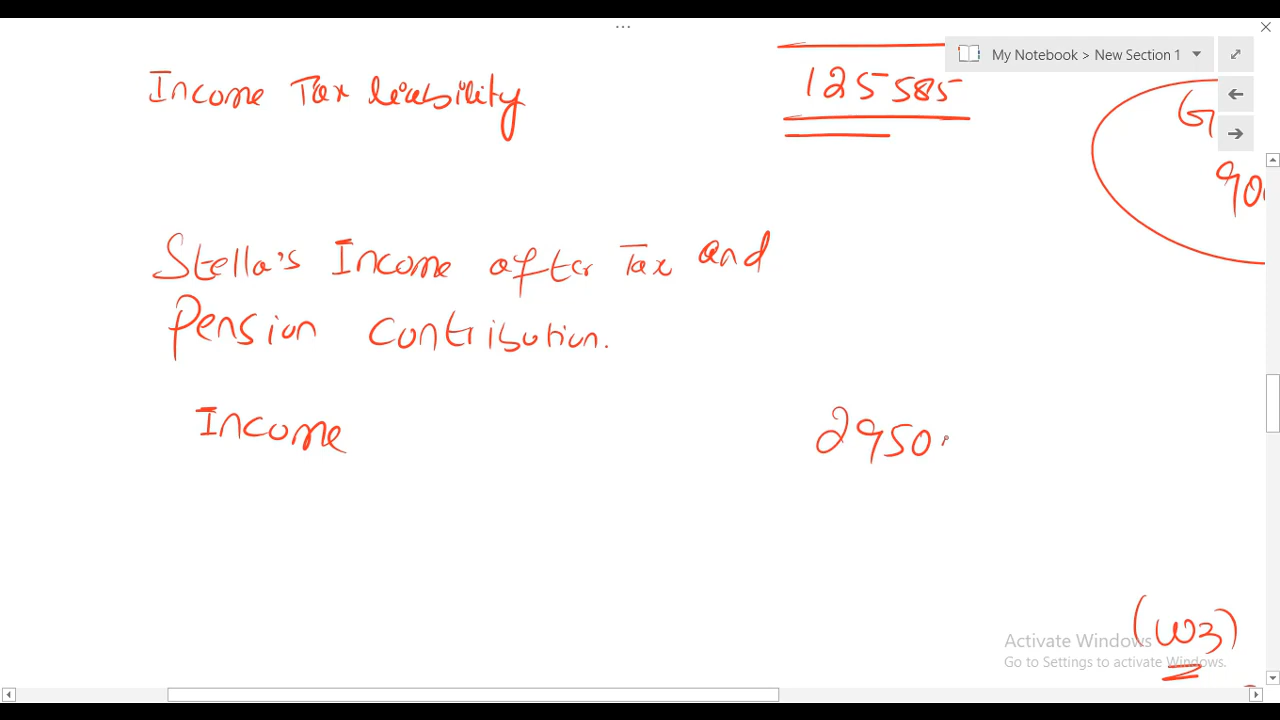 My Notebook > New Section 1
Income Tax liability 125585
G
900
Stella's Income after Tax and
Pension contribution.
Income 2950
(W3)
Activate Windows
Go to Settings to activate Windows.